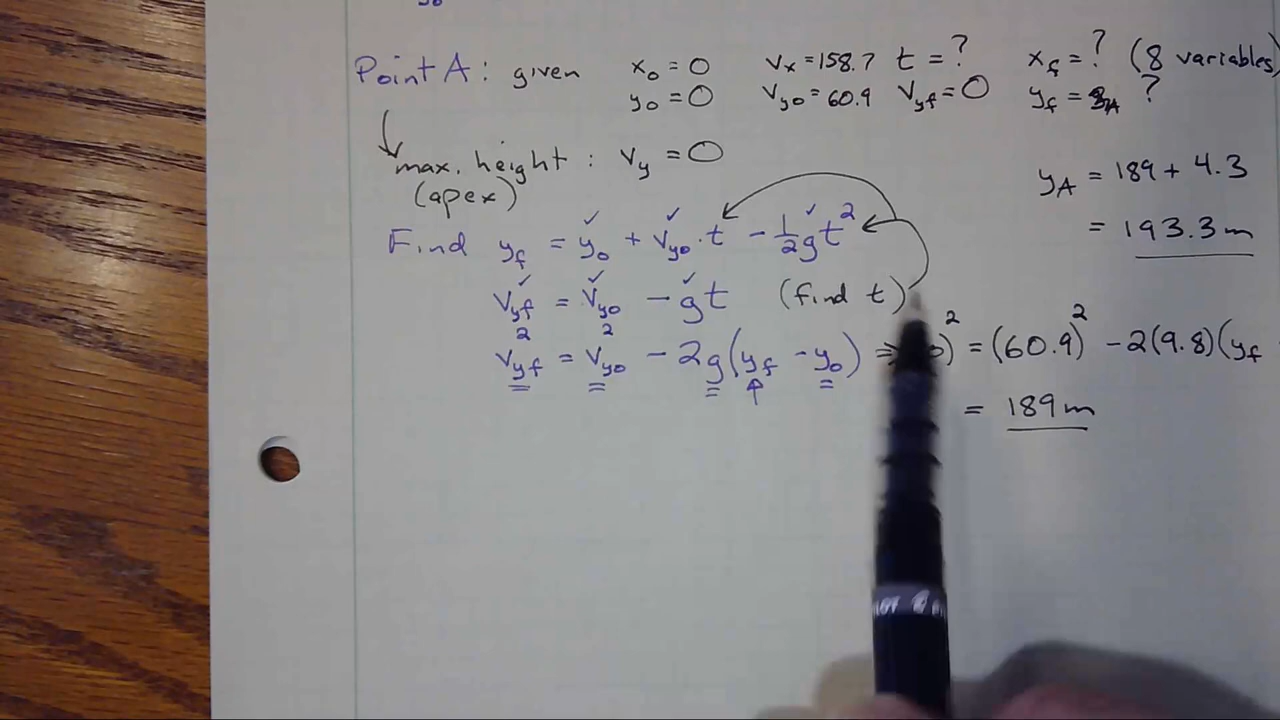 y₀
Point A : given x₀ = 0 Vₓ = 158.7 t = ? x_f = ? (8 variables)
y₀ = 0 V_y₀ = 60.9 V_yf = 0 y_f = ?
max. height : V_y = 0
(apex)
y_A = 189 + 4.3
= 193.3 m
Find y_f = y₀ + V_y₀ · t - ½gt²
V_yf = V_y₀ - gt (find t)
V_yf² = V_y₀² - 2g(y_f - y₀) ⇒ )² = (60.9)² - 2(9.8)(y_f
= 189 m